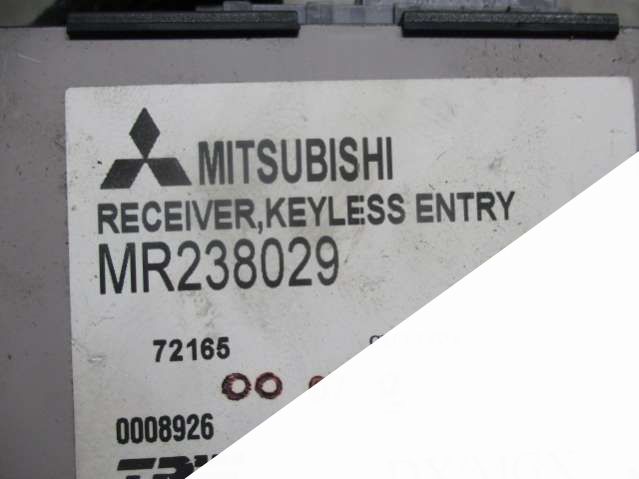 MITSUBISHI
RECEIVER,KEYLESS ENTRY
MR238029
72165
0008926